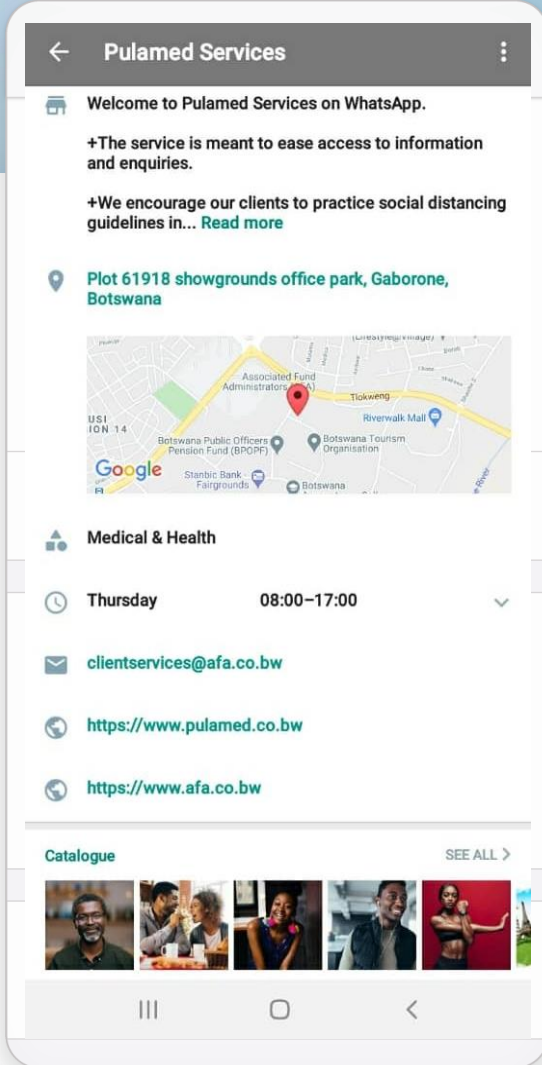 Pulamed Services
Welcome to Pulamed Services on WhatsApp.
+The service is meant to ease access to information
and enquiries.
+We encourage our clients to practice social distancing
guidelines in... Read more
Plot 61918 showgrounds office park, Gaborone,
Botswana
Associated Fund
Administrators
Tlokweng
Riverwalk Mall
Botswana Public Officers
Pension Fund (BPOPF)
Botswana Tourism
Organisation
Google
Stanbic Bank -
Fairgrounds
Botswana
Medical & Health
Thursday 08:00–17:00
clientservices@afa.co.bw
https://www.pulamed.co.bw
https://www.afa.co.bw
Catalogue SEE ALL